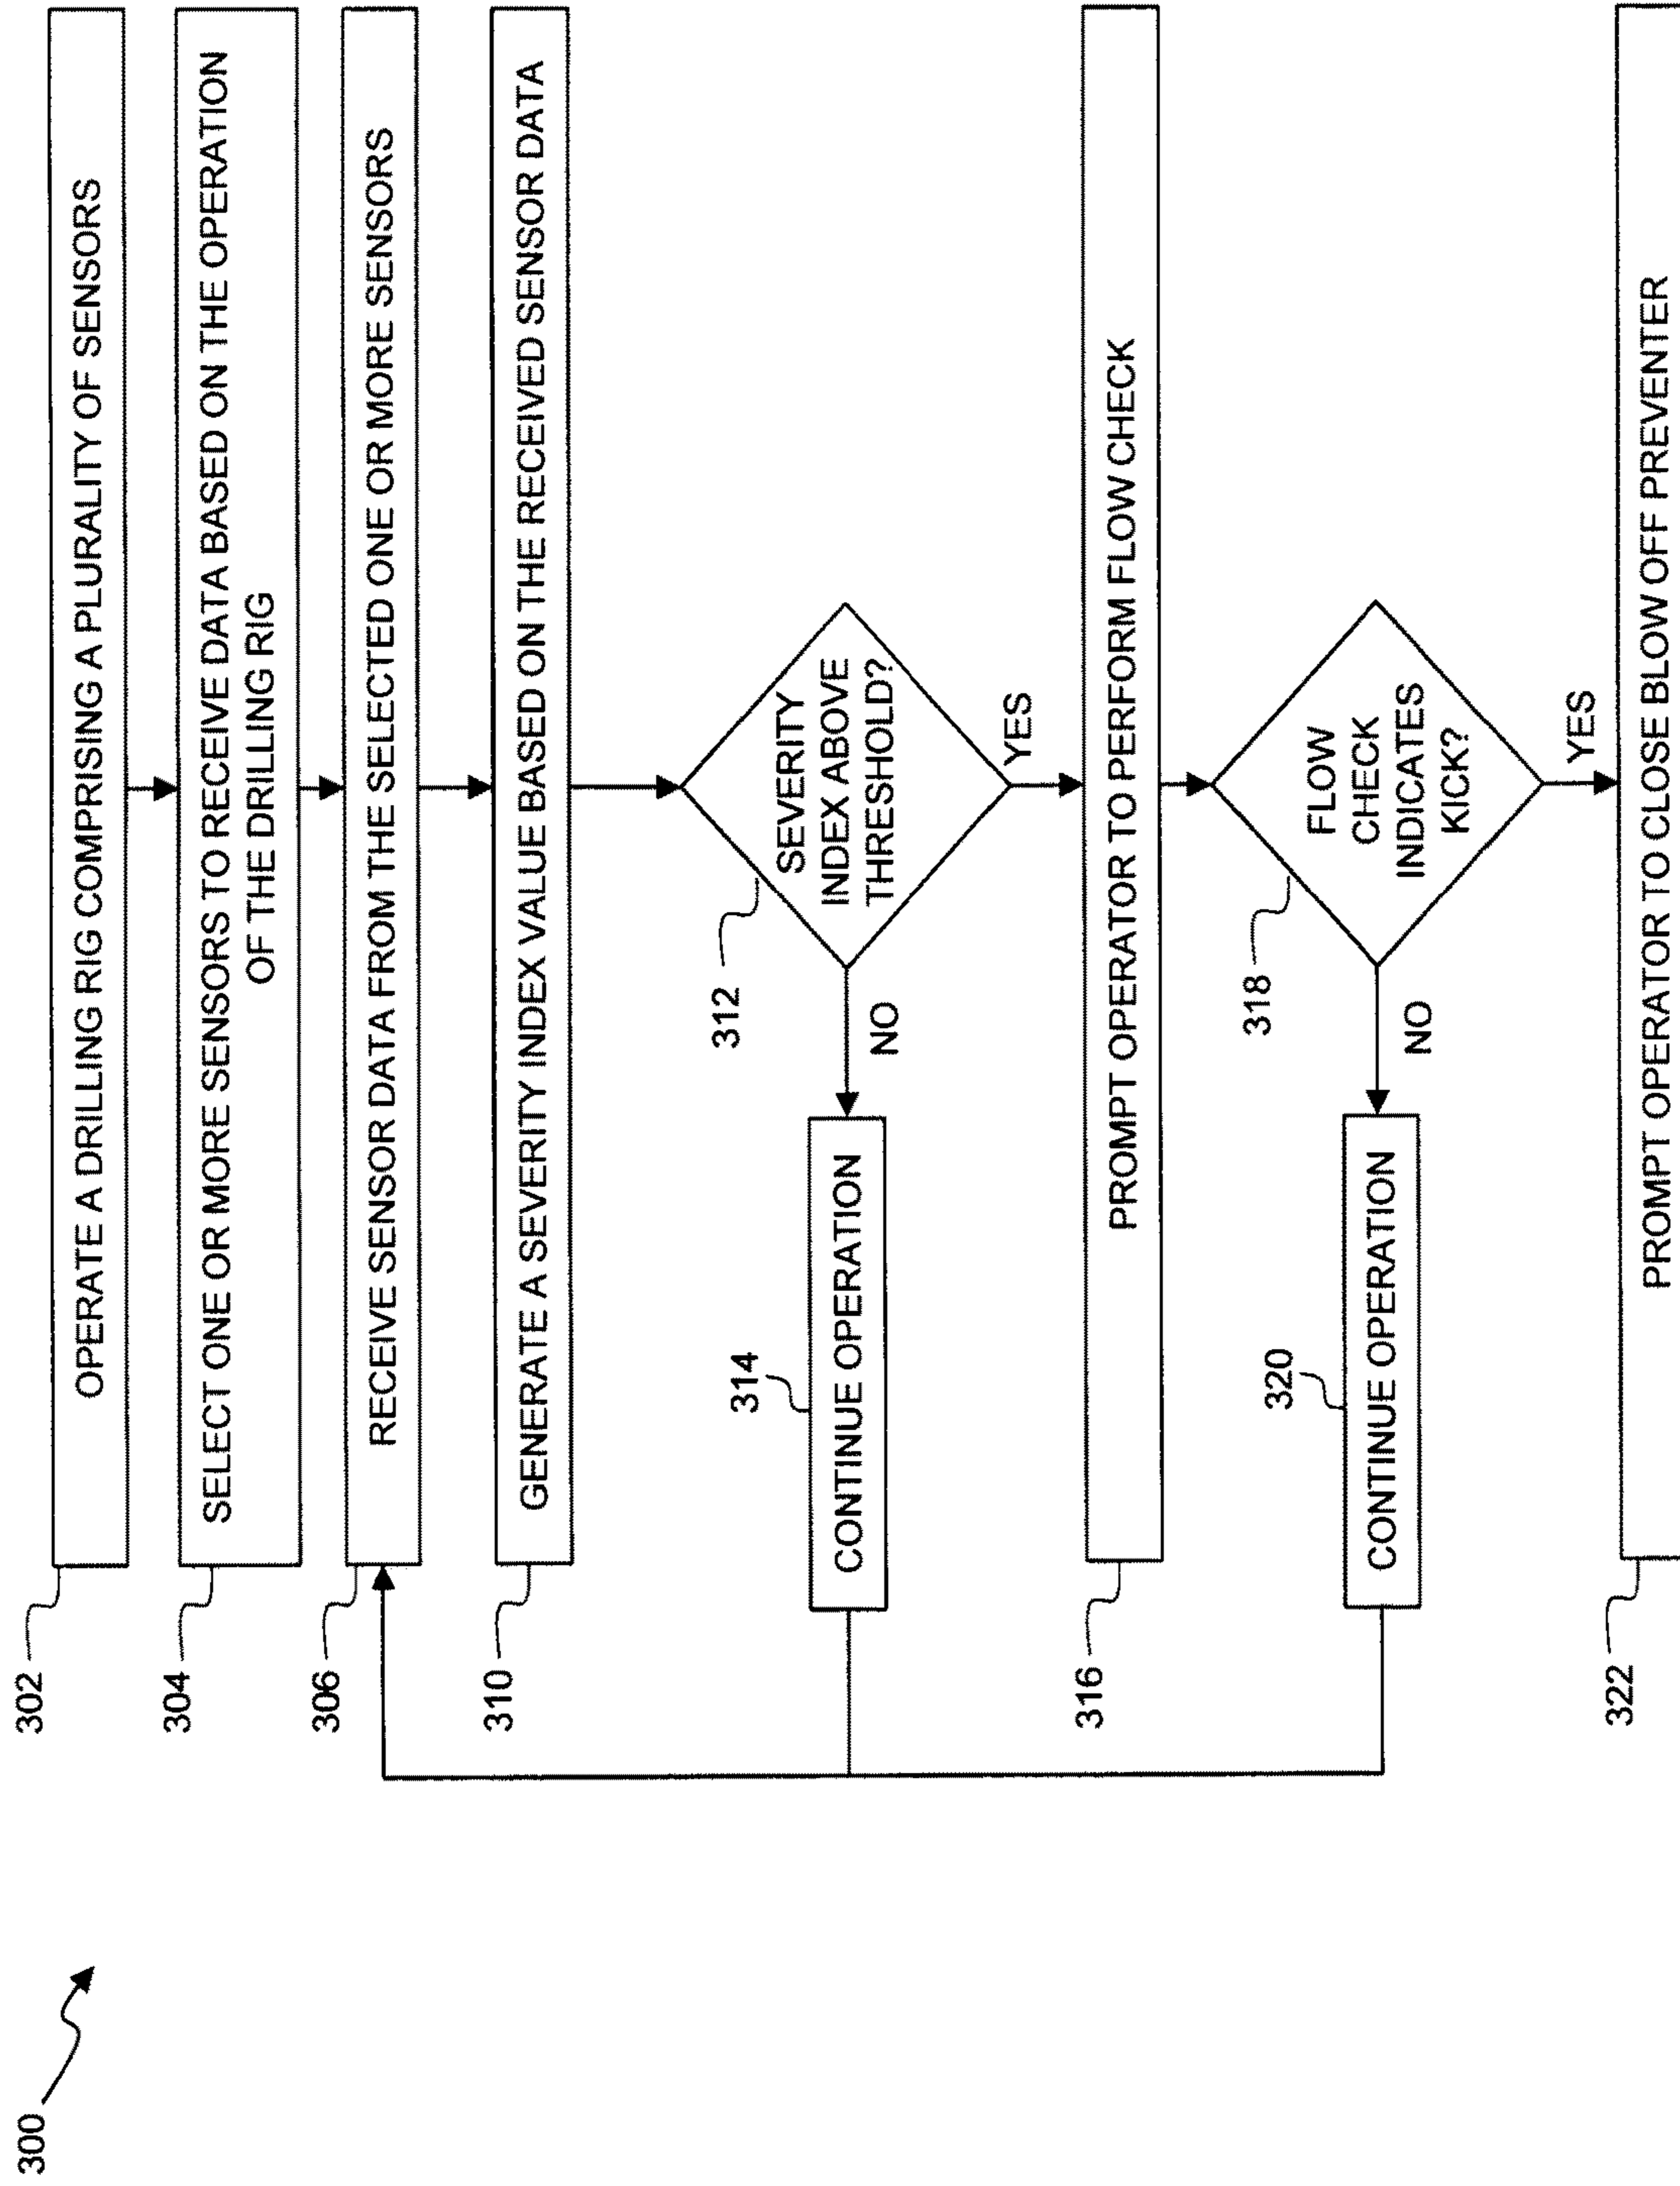 300
302
OPERATE A DRILLING RIG COMPRISING A PLURALITY OF SENSORS
304
SELECT ONE OR MORE SENSORS TO RECEIVE DATA BASED ON THE OPERATION
OF THE DRILLING RIG
306
RECEIVE SENSOR DATA FROM THE SELECTED ONE OR MORE SENSORS
310
GENERATE A SEVERITY INDEX VALUE BASED ON THE RECEIVED SENSOR DATA
312
SEVERITY
INDEX ABOVE
THRESHOLD?
NO
YES
314
CONTINUE OPERATION
316
PROMPT OPERATOR TO PERFORM FLOW CHECK
318
FLOW
CHECK
INDICATES
KICK?
NO
YES
320
CONTINUE OPERATION
322
PROMPT OPERATOR TO CLOSE BLOW OFF PREVENTER